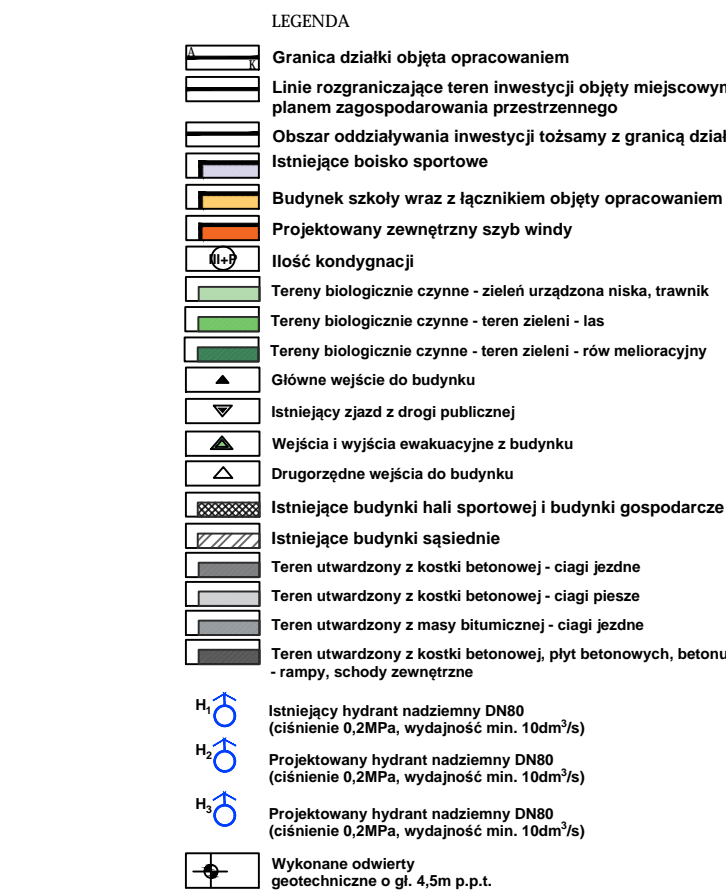 LEGENDA
A
K
Granica działki objęta opracowaniem
Linie rozgraniczające teren inwestycji objęty miejscowym
planem zagospodarowania przestrzennego
Obszar oddziaływania inwestycji tożsamy z granicą
Istniejące boisko sportowe
Budynek szkoły wraz z łącznikiem objęty opracowaniem
Projektowany zewnętrzny szyb windy
III+P
Ilość kondygnacji
Tereny biologicznie czynne - zieleń urządzona niska, trawnik
Tereny biologicznie czynne - teren zieleni - las
Tereny biologicznie czynne - teren zieleni - rów melioracyjny
Główne wejście do budynku
Istniejący zjazd z drogi publicznej
Wejścia i wyjścia ewakuacyjne z budynku
Drugorzędne wejścia do budynku
Istniejące budynki hali sportowej i budynki gospodarcze
Istniejące budynki sąsiednie
Teren utwardzony z kostki betonowej - ciagi jezdne
Teren utwardzony z kostki betonowej - ciagi piesze
Teren utwardzony z masy bitumicznej - ciagi jezdne
Teren utwardzony z kostki betonowej, płyt betonowych, betonu
- rampy, schody zewnętrzne
H₁
Istniejący hydrant nadziemny DN80
(ciśnienie 0,2MPa, wydajność min. 10dm³/s)
H₂
Projektowany hydrant nadziemny DN80
(ciśnienie 0,2MPa, wydajność min. 10dm³/s)
H₃
Projektowany hydrant nadziemny DN80
(ciśnienie 0,2MPa, wydajność min. 10dm³/s)
Wykonane odwierty
geotechniczne o gł. 4,5m p.p.t.